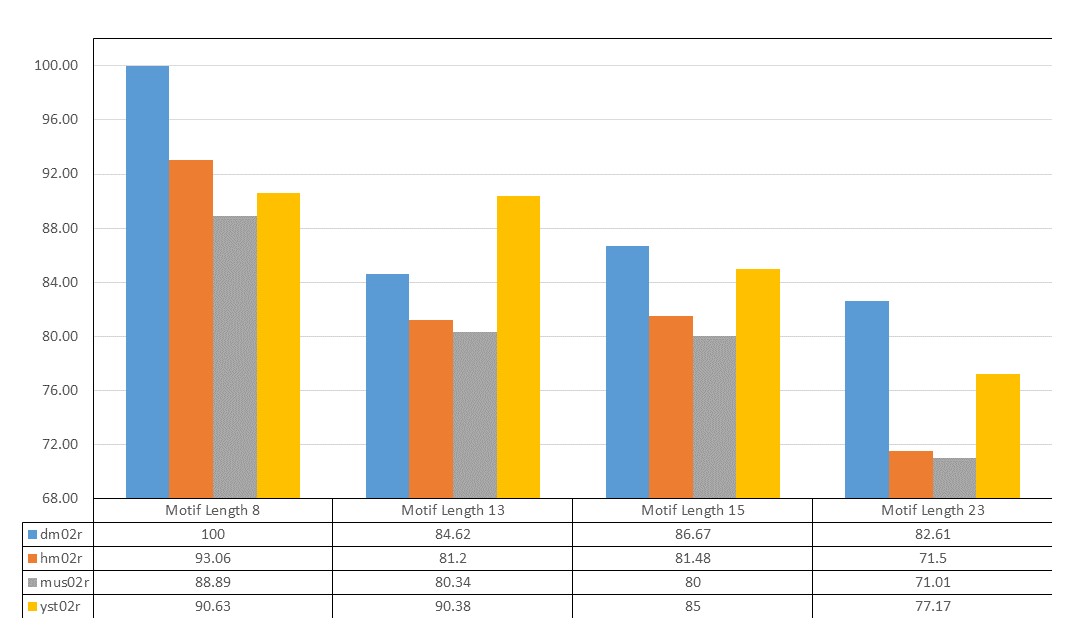 100.00
96.00
92.00
88.00
84.00
80.00
76.00
72.00
68.00
Motif Length 8 Motif Length 13 Motif Length 15 Motif Length 23
dm02r 100 84.62 86.67 82.61
hm02r 93.06 81.2 81.48 71.5
mus02r 88.89 80.34 80 71.01
yst02r 90.63 90.38 85 77.17